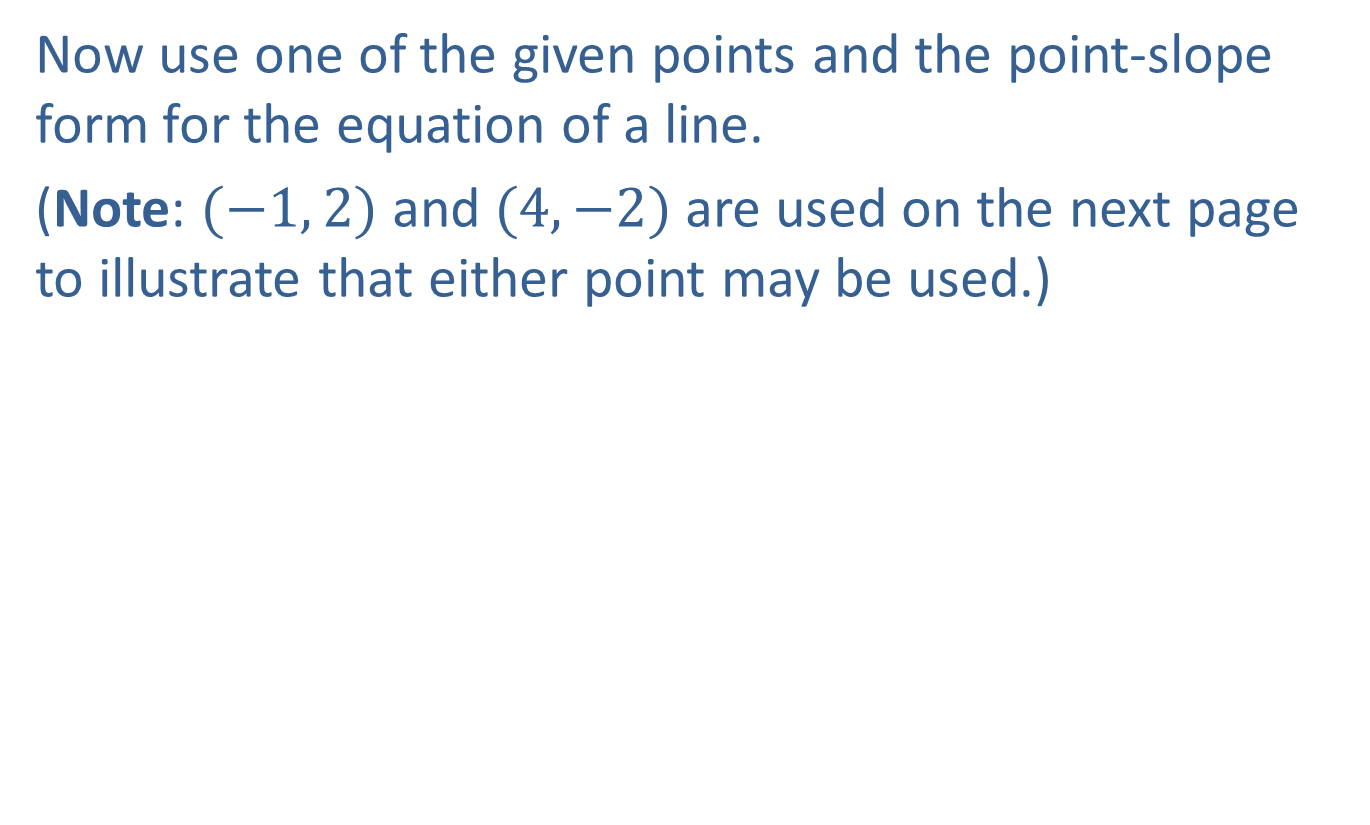 Now use one of the given points and the point-slope
form for the equation of a line.
(Note: (−1, 2) and (4, −2) are used on the next page
to illustrate that either point may be used.)